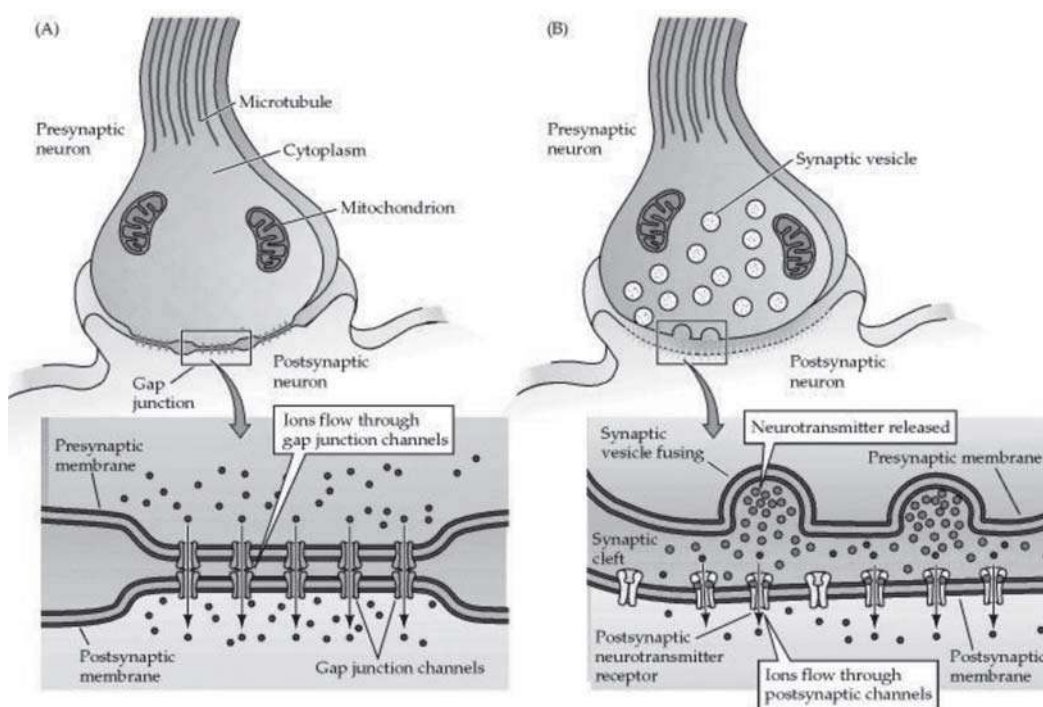 (A)
Microtubule
Presynaptic
neuron
Cytoplasm
Mitochondrion
Postsynaptic
neuron
Gap
junction
Ions flow through
gap junction channels
Presynaptic
membrane
Postsynaptic
membrane
Gap junction channels
(B)
Presynaptic
neuron
Synaptic vesicle
Postsynaptic
neuron
Synaptic
vesicle fusing
Neurotransmitter released
Presynaptic membrane
Synaptic
cleft
Postsynaptic
neurotransmitter
receptor
Ions flow through
postsynaptic channels
Postsynaptic
membrane